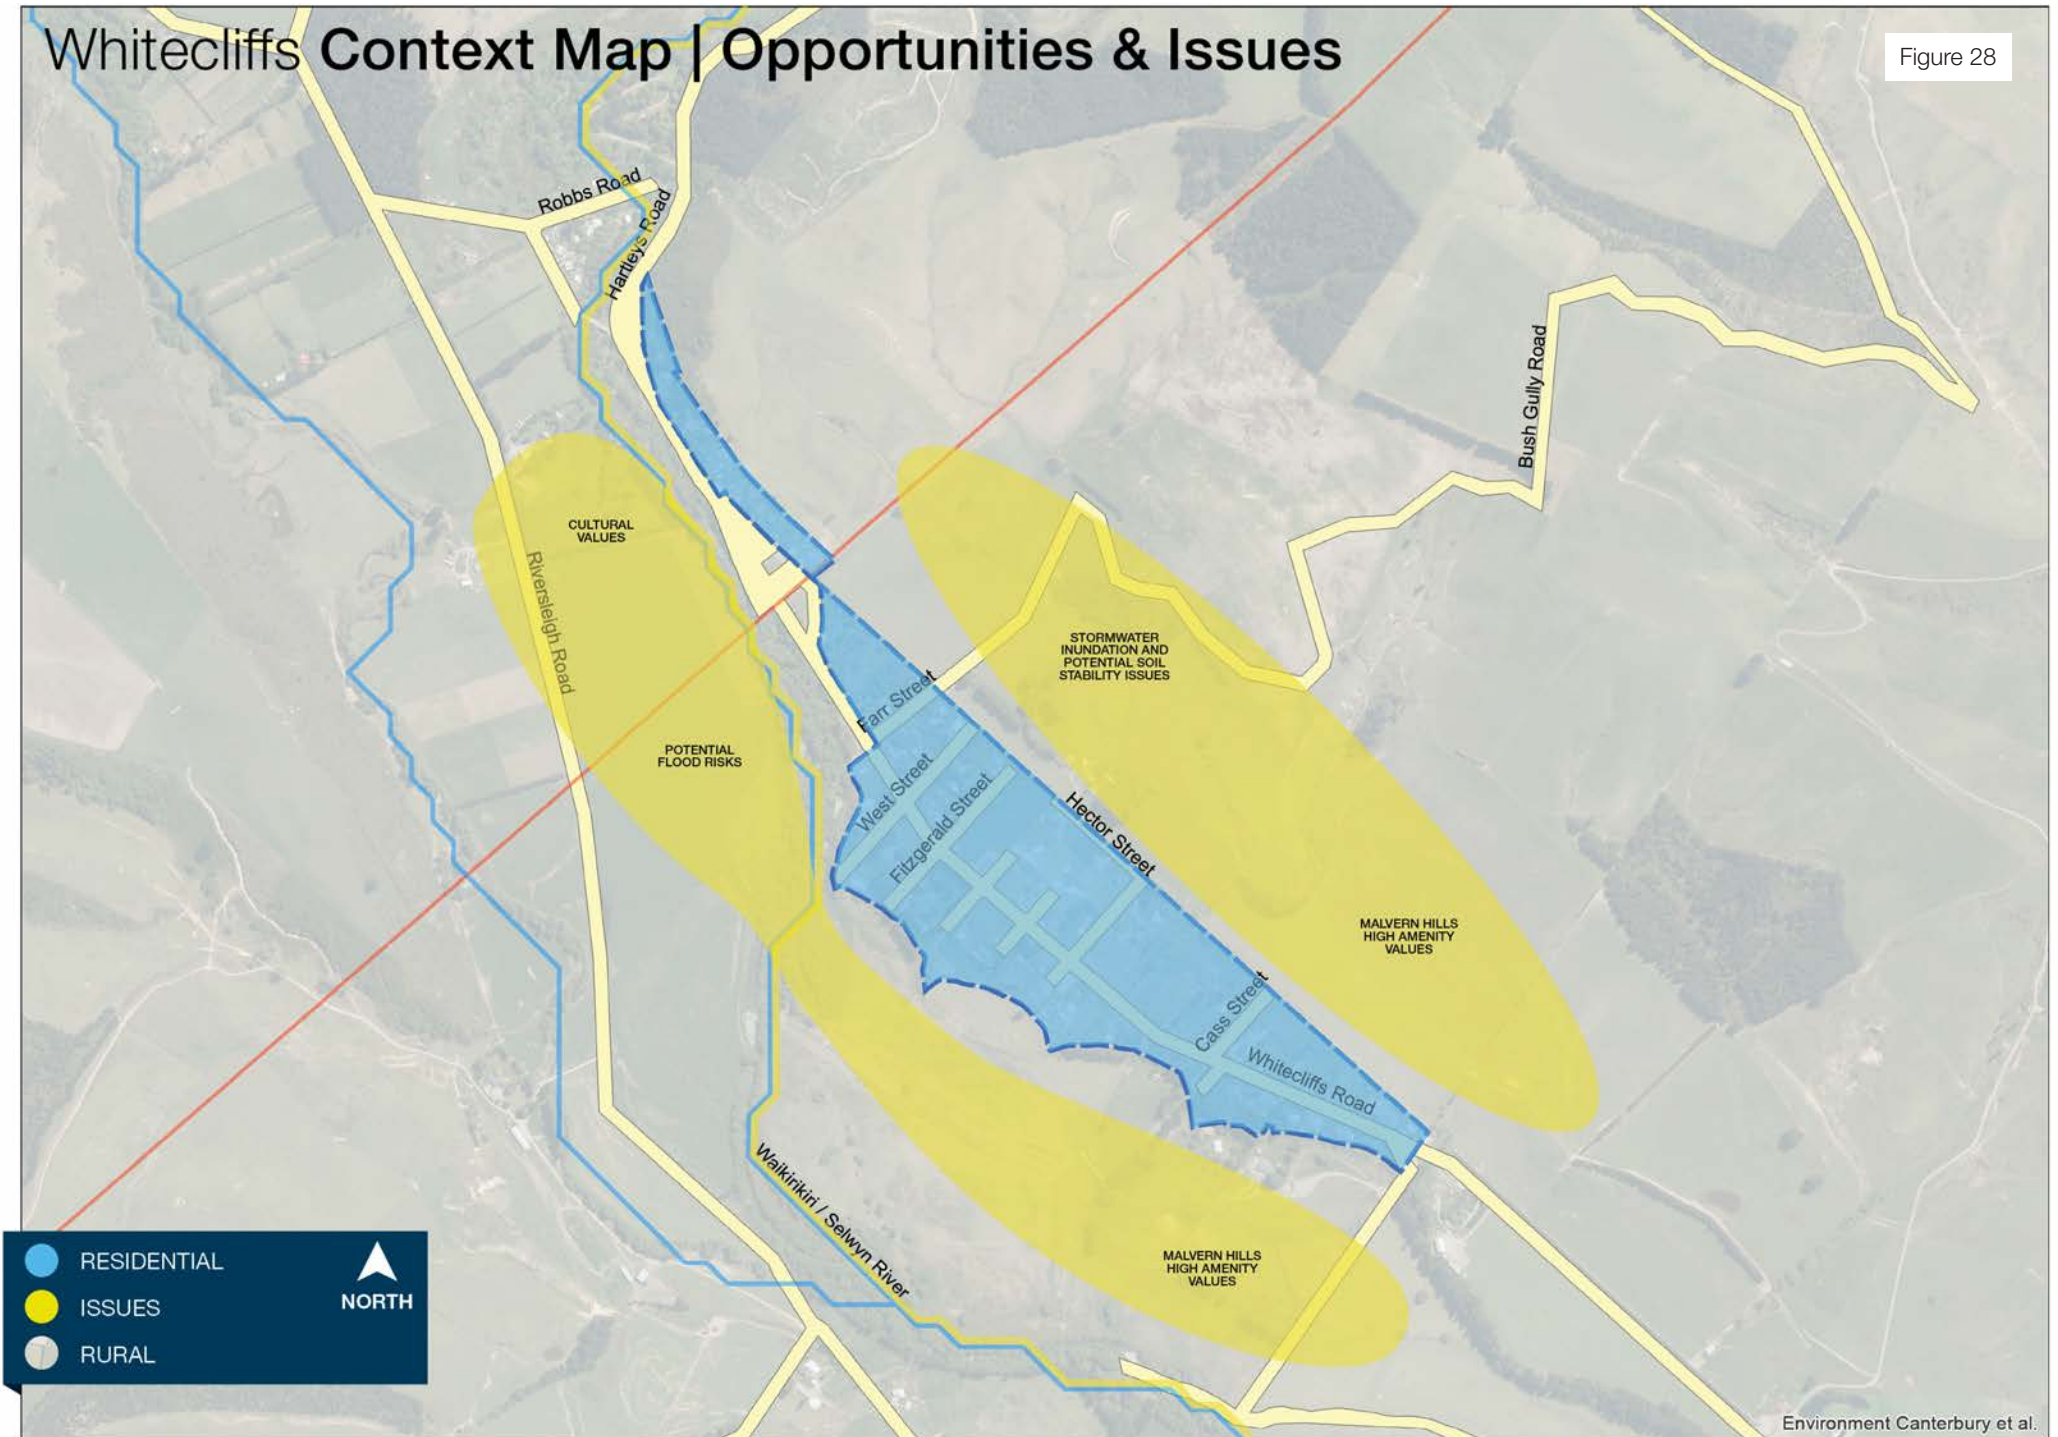 Whitecliffs Context Map | Opportunities & Issues
Figure 28
Robbs Road
Hartleys Road
Bush Gully Road
CULTURAL
VALUES
Riversleigh Road
STORMWATER
INUNDATION AND
POTENTIAL SOIL
STABILITY ISSUES
Farr Street
POTENTIAL
FLOOD RISKS
West Street
Fitzgerald Street
Hector Street
MALVERN HILLS
HIGH AMENITY
VALUES
Cass Street
Whitecliffs Road
Waikirikiri / Selwyn River
MALVERN HILLS
HIGH AMENITY
VALUES
RESIDENTIAL
ISSUES
RURAL
NORTH
Environment Canterbury et al.